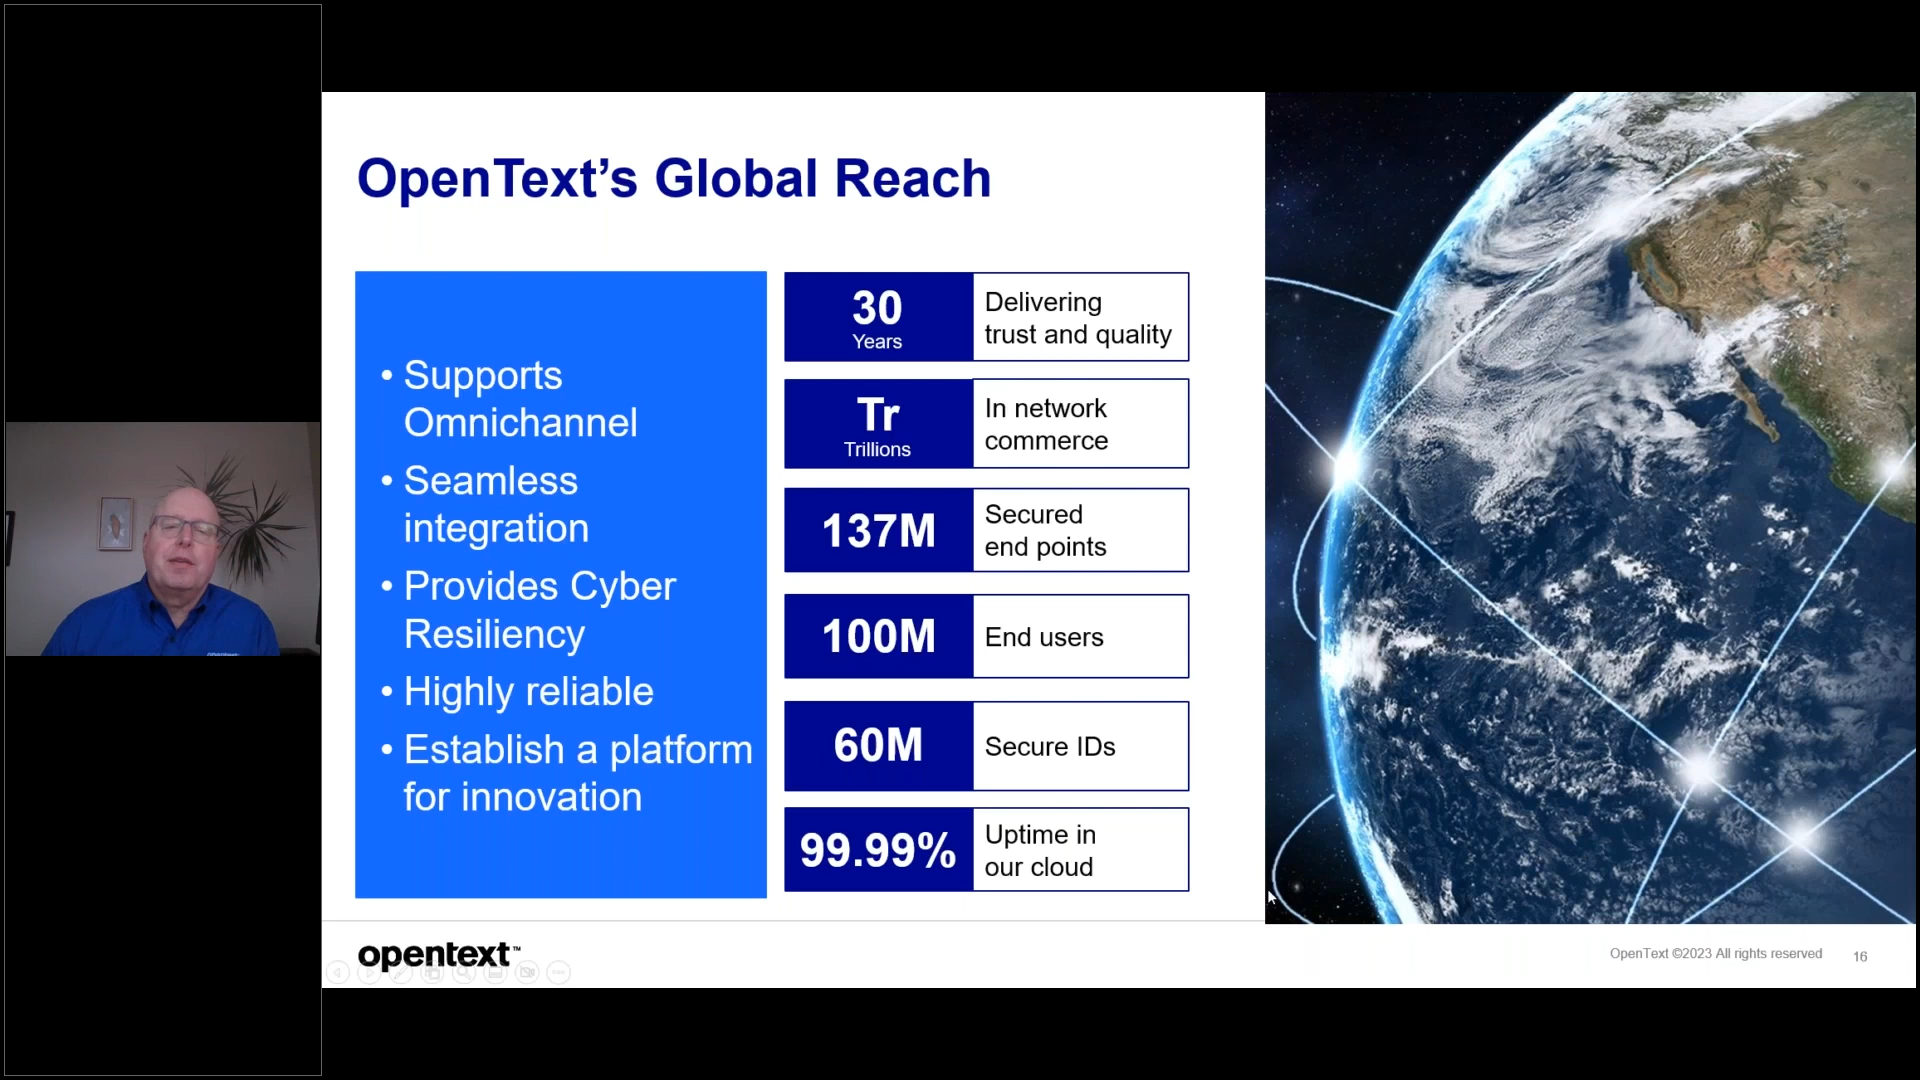 OpenText’s Global Reach
• Supports
Omnichannel
• Seamless
integration
• Provides Cyber
Resiliency
• Highly reliable
• Establish a platform
for innovation
30
Years
Delivering
trust and quality
Tr
Trillions
In network
commerce
137M
Secured
end points
100M
End users
60M
Secure IDs
99.99%
Uptime in
our cloud
opentext™
OpenText ©2023 All rights reserved
16